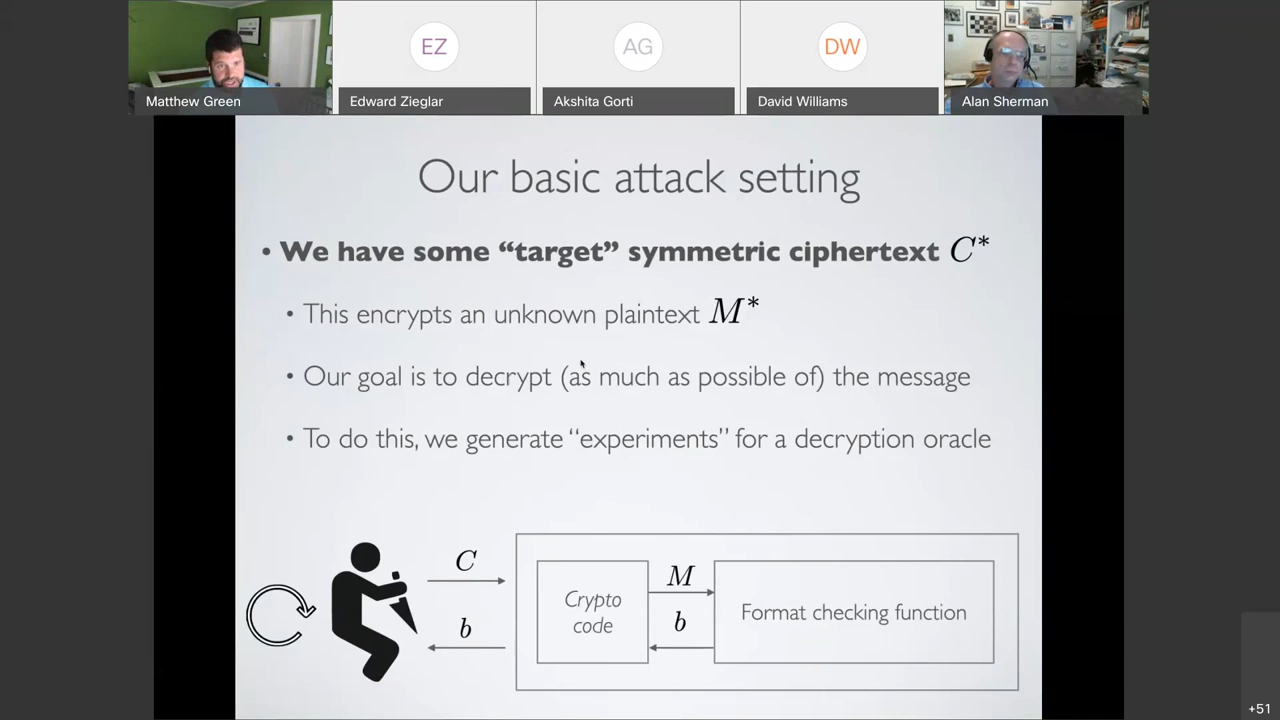 EZ
AG
DW
Matthew Green
Edward Zieglar
Akshita Gorti
David Williams
Alan Sherman
Our basic attack setting
• We have some “target” symmetric ciphertext C*
• This encrypts an unknown plaintext M*
• Our goal is to decrypt (as much as possible of) the message
• To do this, we generate “experiments” for a decryption oracle
C
b
Crypto
code
M
b
Format checking function
+51